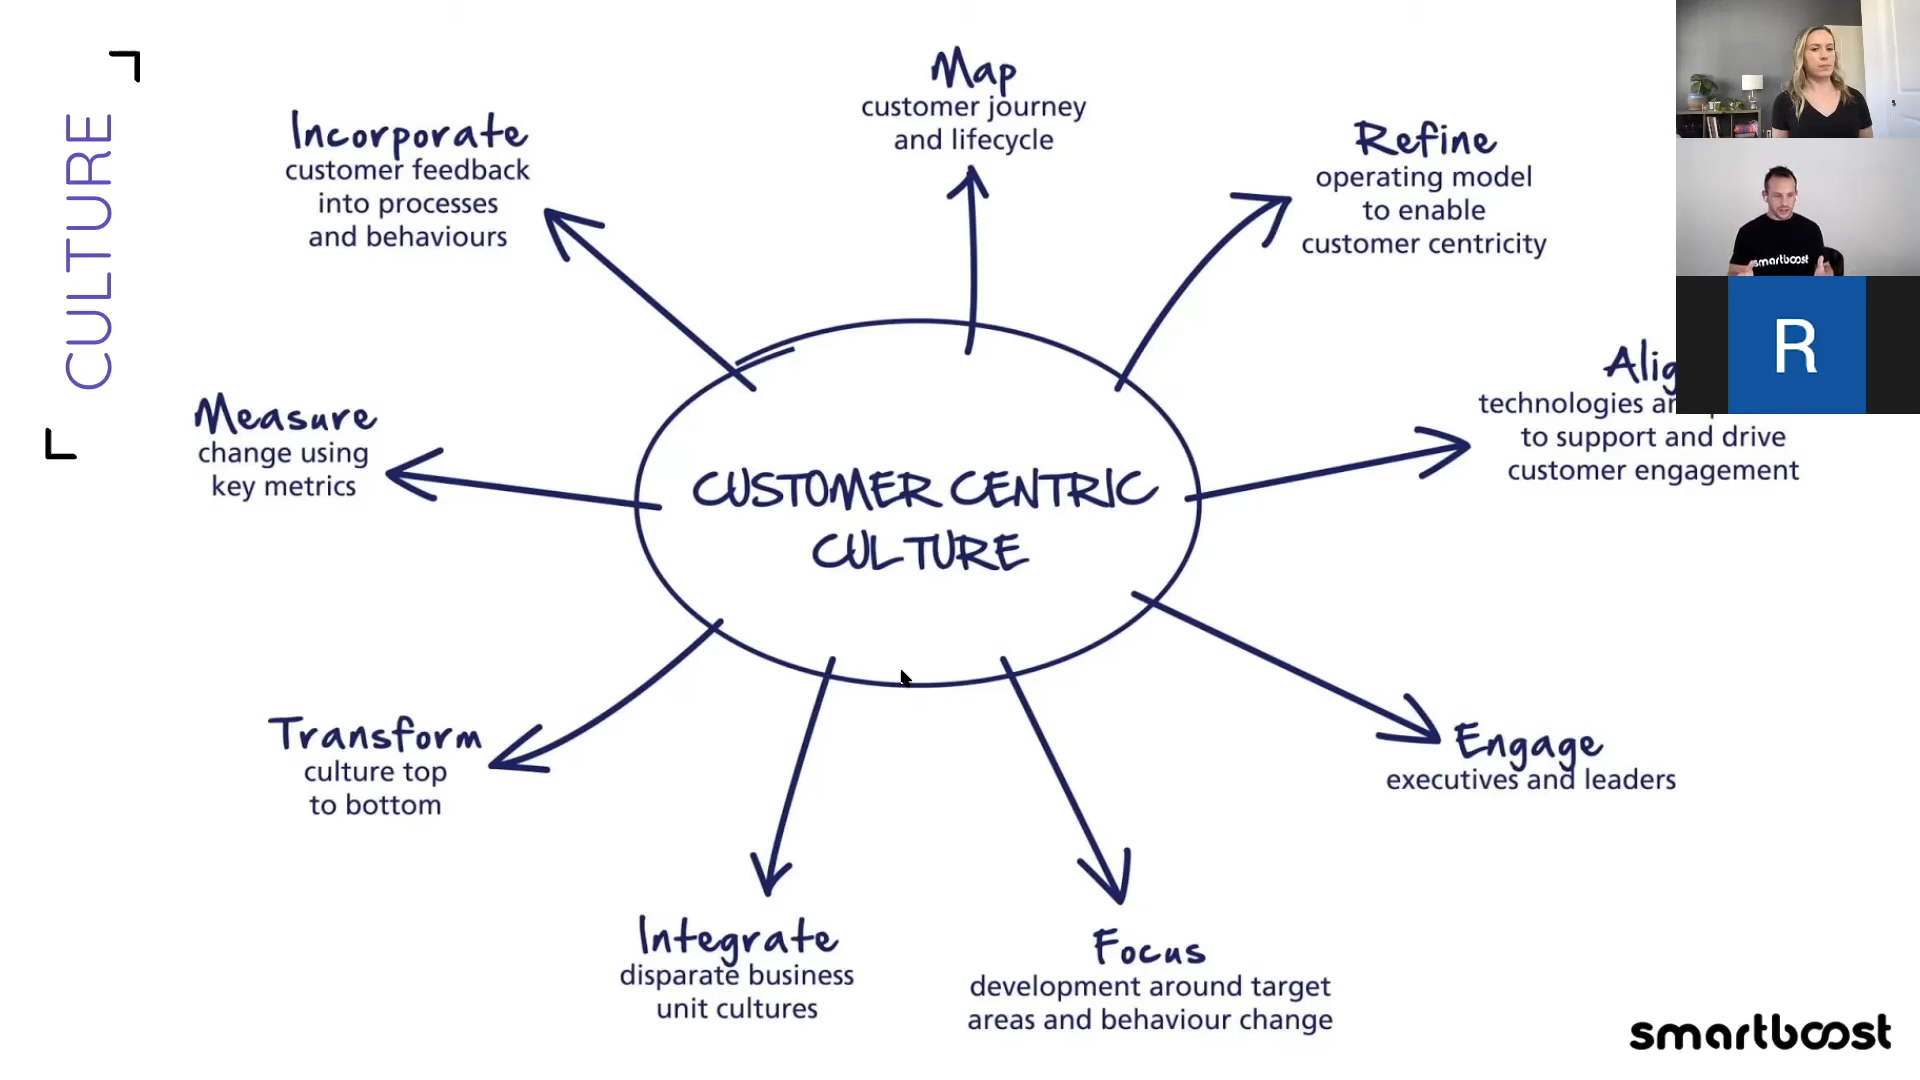 CULTURE
Map
customer journey
and lifecycle
Incorporate
customer feedback
into processes
and behaviours
Refine
operating model
to enable
customer centricity
smartboost
R
technologies
to support and drive
customer engagement
Measure
change using
key metrics
CUSTOMER CENTRIC
CULTURE
Transform
culture top
to bottom
Engage
executives and leaders
Integrate
disparate business
unit cultures
Focus
development around target
areas and behaviour change
smartboost